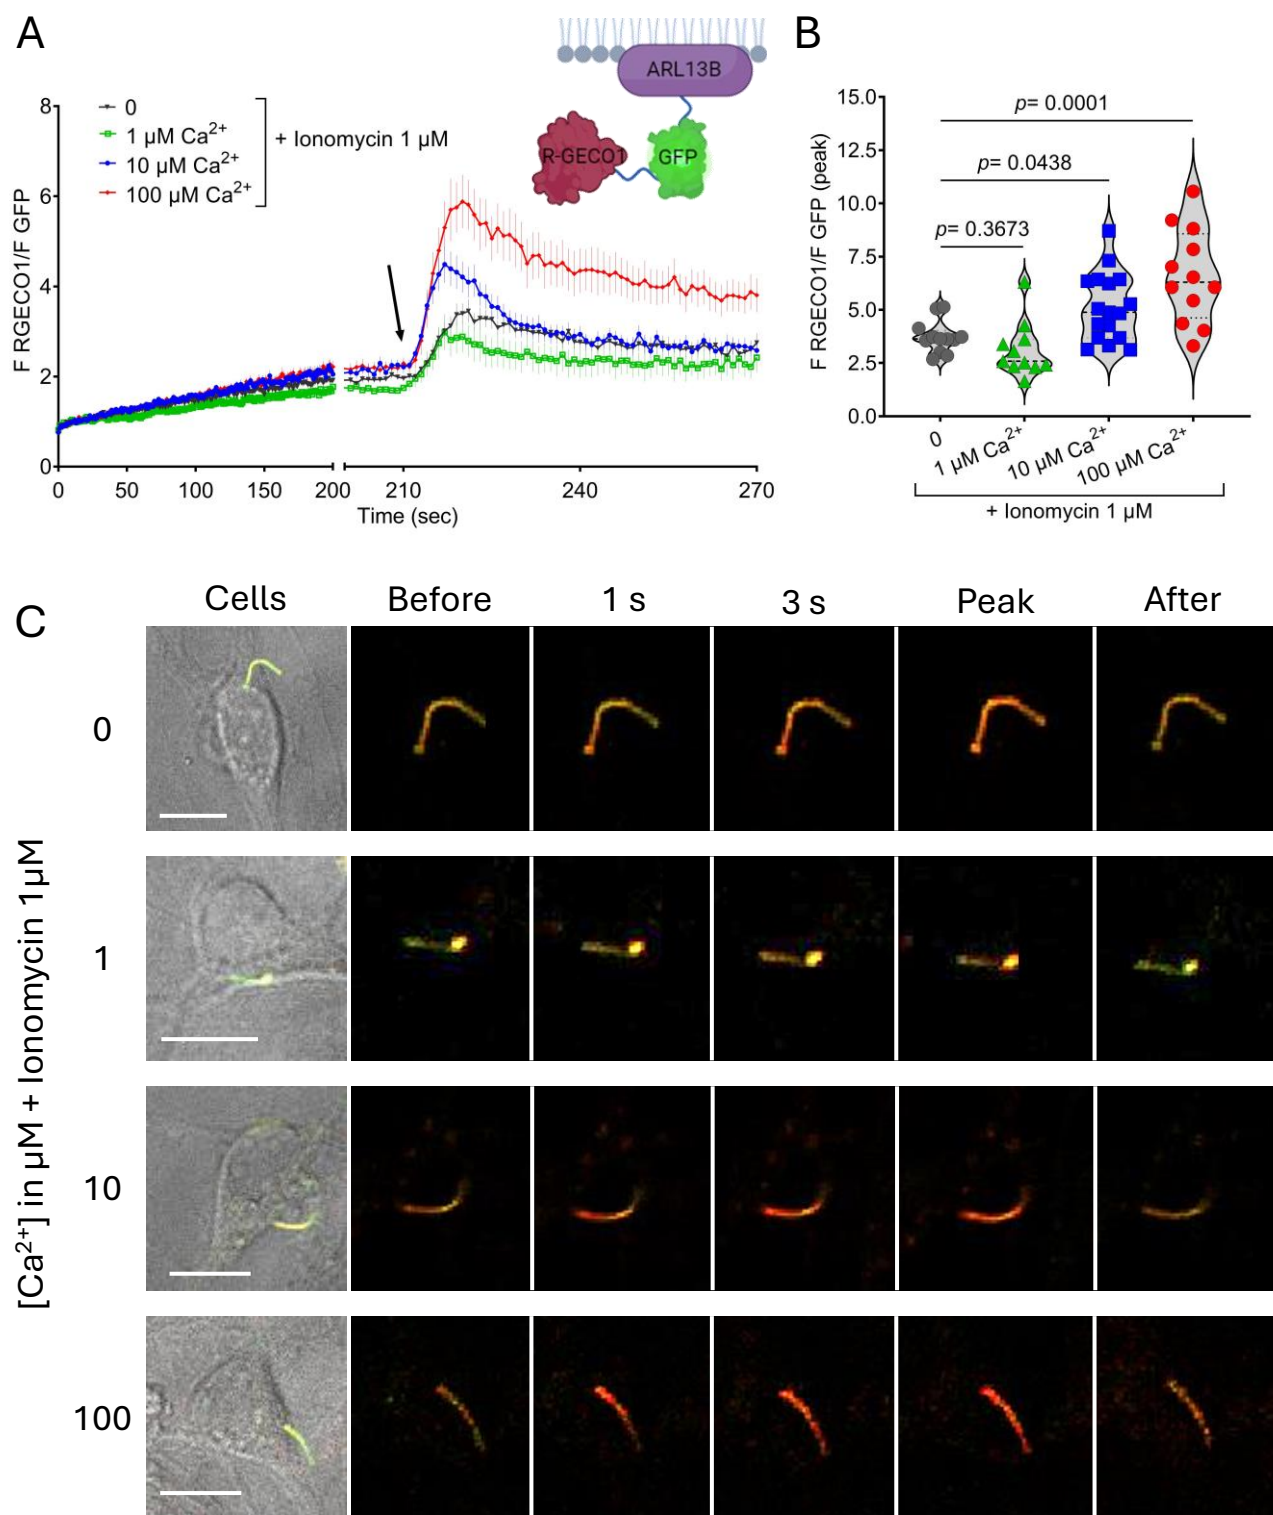 A
B
ARL13B
R-GECO1
GFP
0
1 µM Ca²⁺
10 µM Ca²⁺
100 µM Ca²⁺
+ Ionomycin 1 µM
F RGECO1/F GFP
8
6
4
2
0
0
50
100
150
200
210
240
270
Time (sec)
F RGECO1/F GFP (peak)
15.0
12.5
10.0
7.5
5.0
2.5
0.0
p= 0.0001
p= 0.0438
p= 0.3673
0
1 µM Ca²⁺
10 µM Ca²⁺
100 µM Ca²⁺
+ Ionomycin 1 µM
C
Cells
Before
1 s
3 s
Peak
After
[Ca²⁺] in µM + Ionomycin 1µM
0
1
10
100